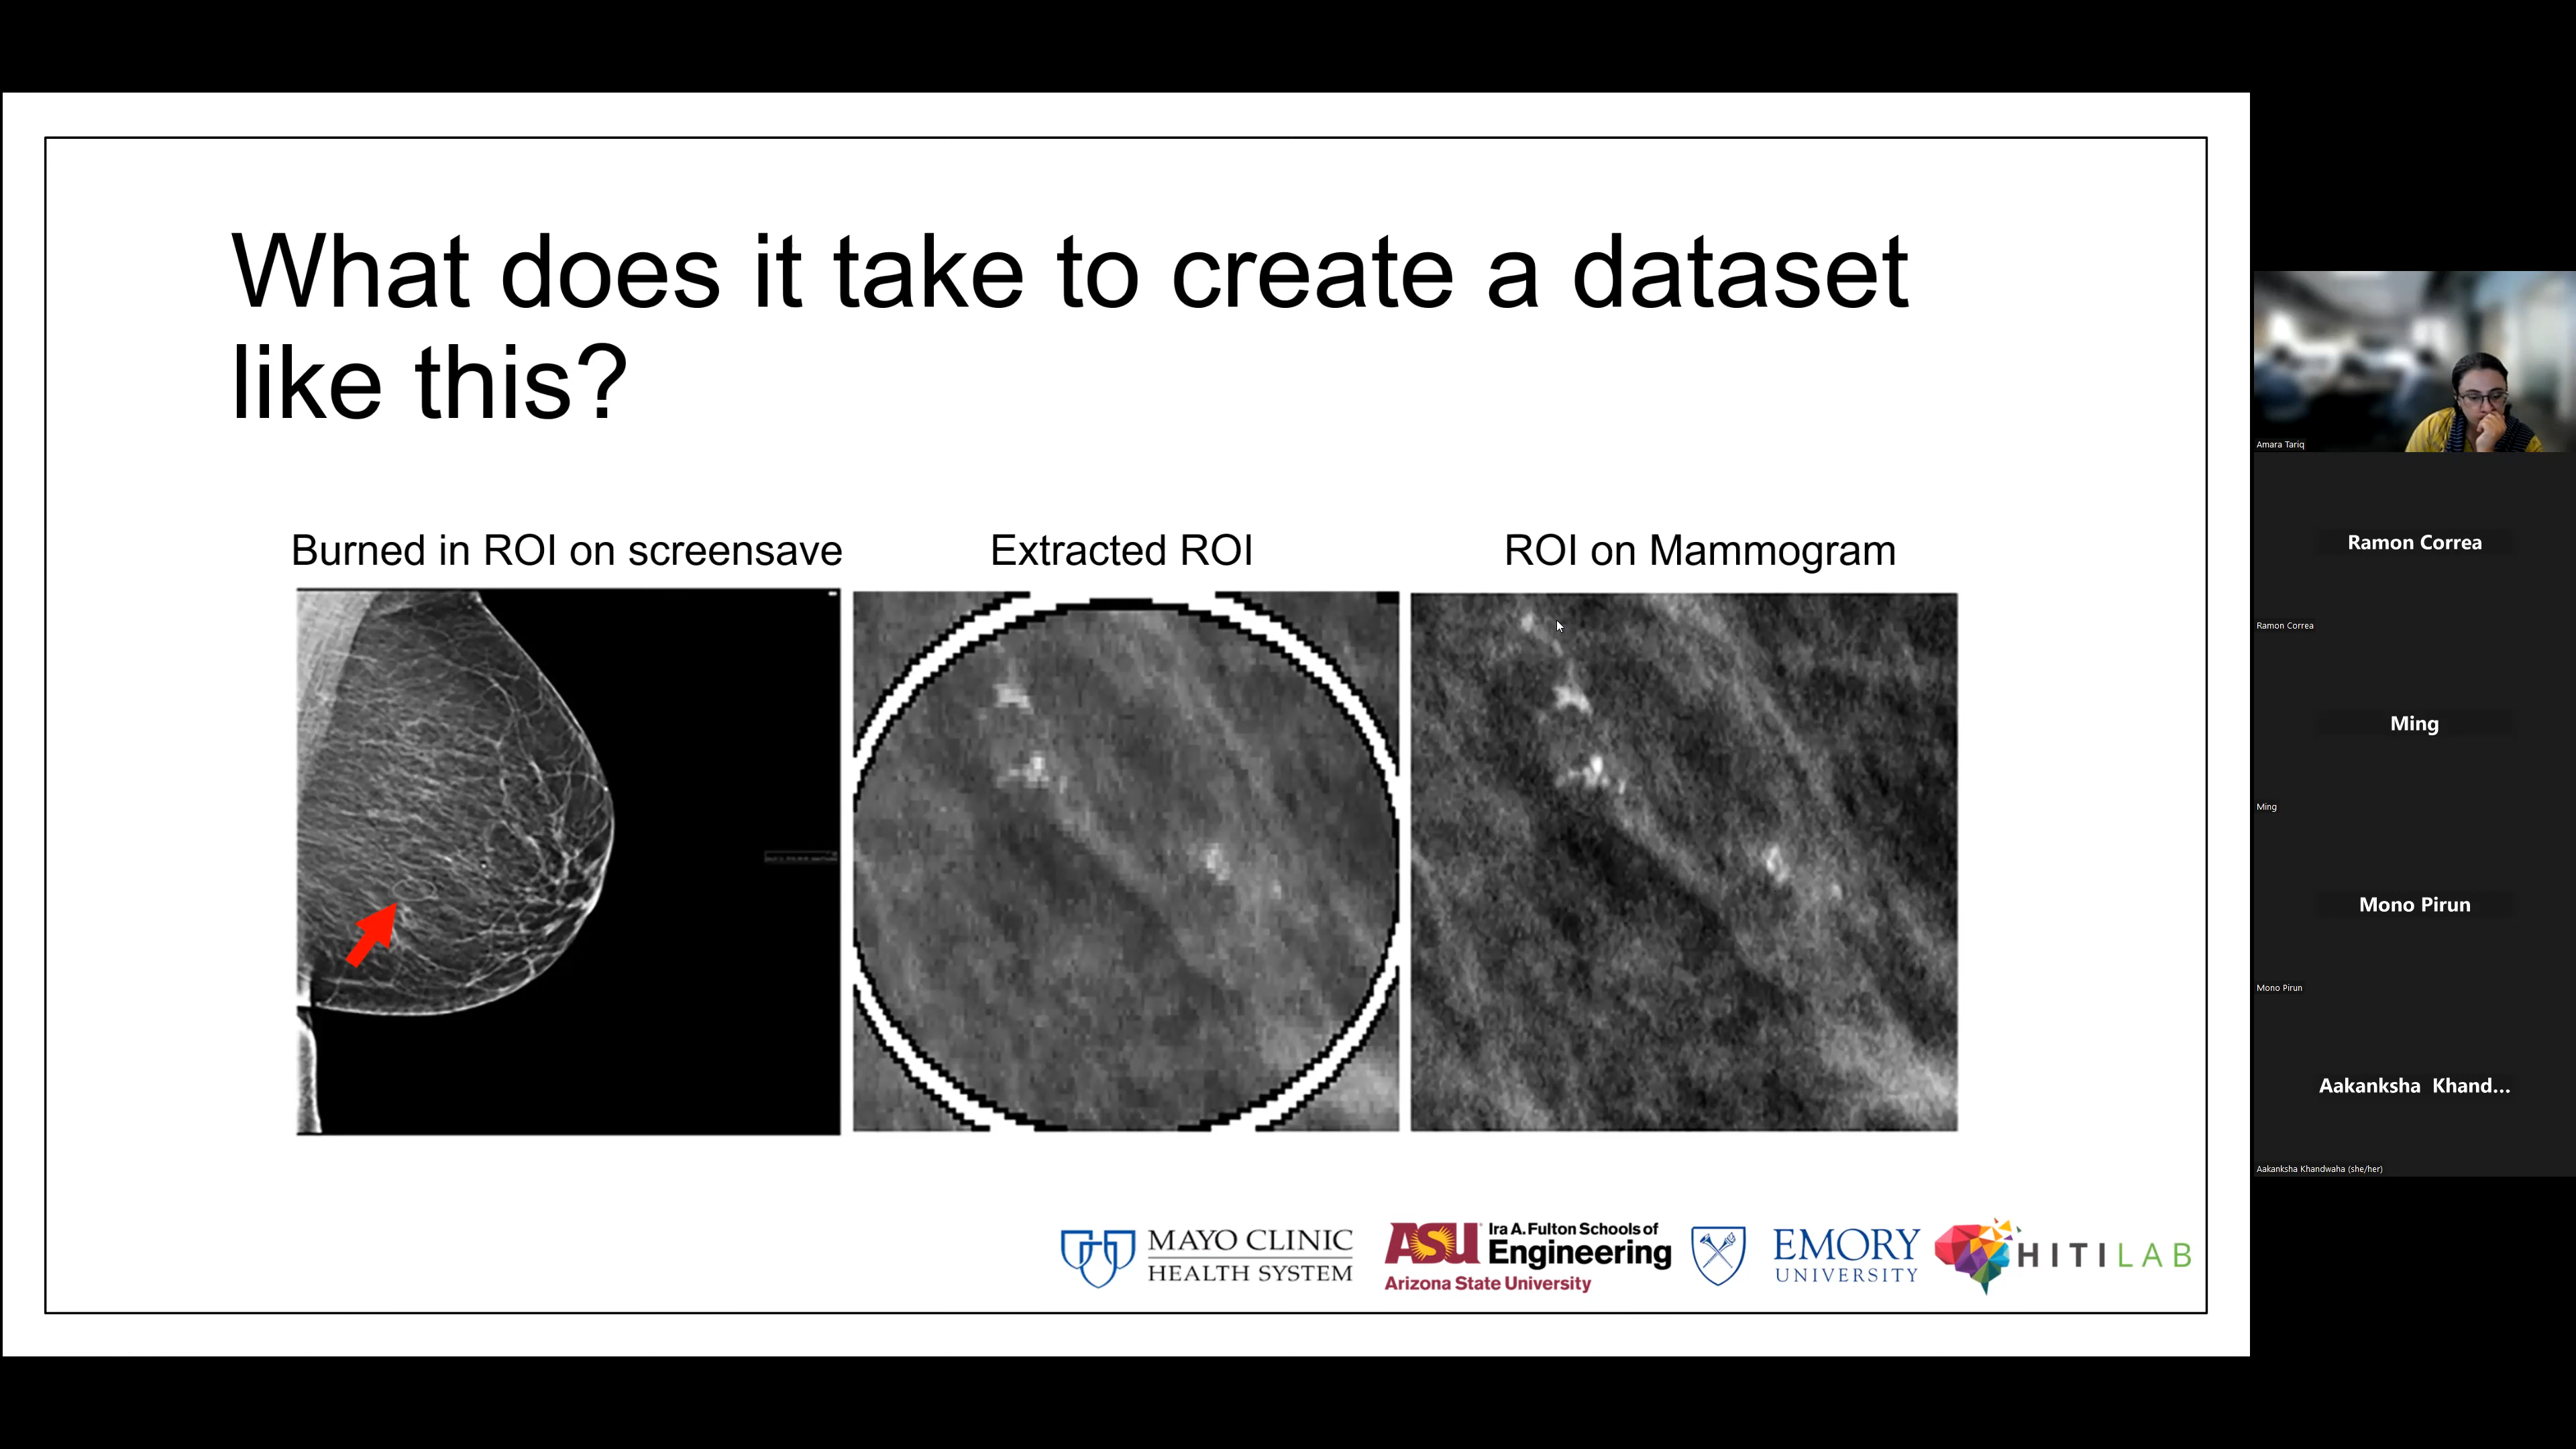 What does it take to create a dataset
like this?
Burned in ROI on screensave
Extracted ROI
ROI on Mammogram
MAYO CLINIC
HEALTH SYSTEM
ASU
Ira A. Fulton Schools of
Engineering
Arizona State University
EMORY
UNIVERSITY
HITILAB
Amara Tariq
Ramon Correa
Ramon Correa
Ming
Ming
Mono Pirun
Mono Pirun
Aakanksha Khand...
Aakanksha Khandwaha (she/her)